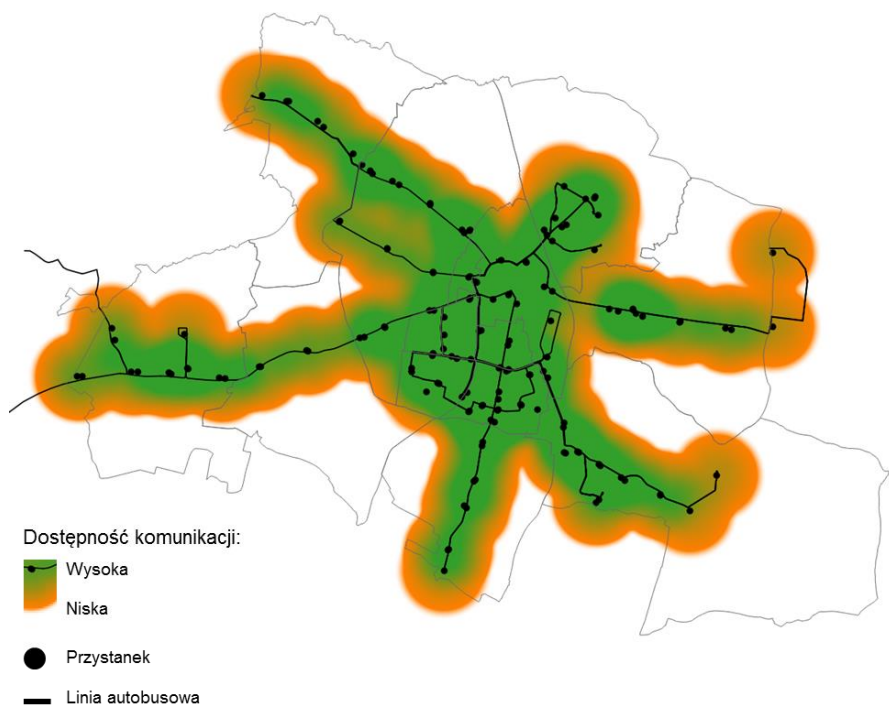 Dostępność komunikacji:
Wysoka
Niska
Przystanek
Linia autobusowa